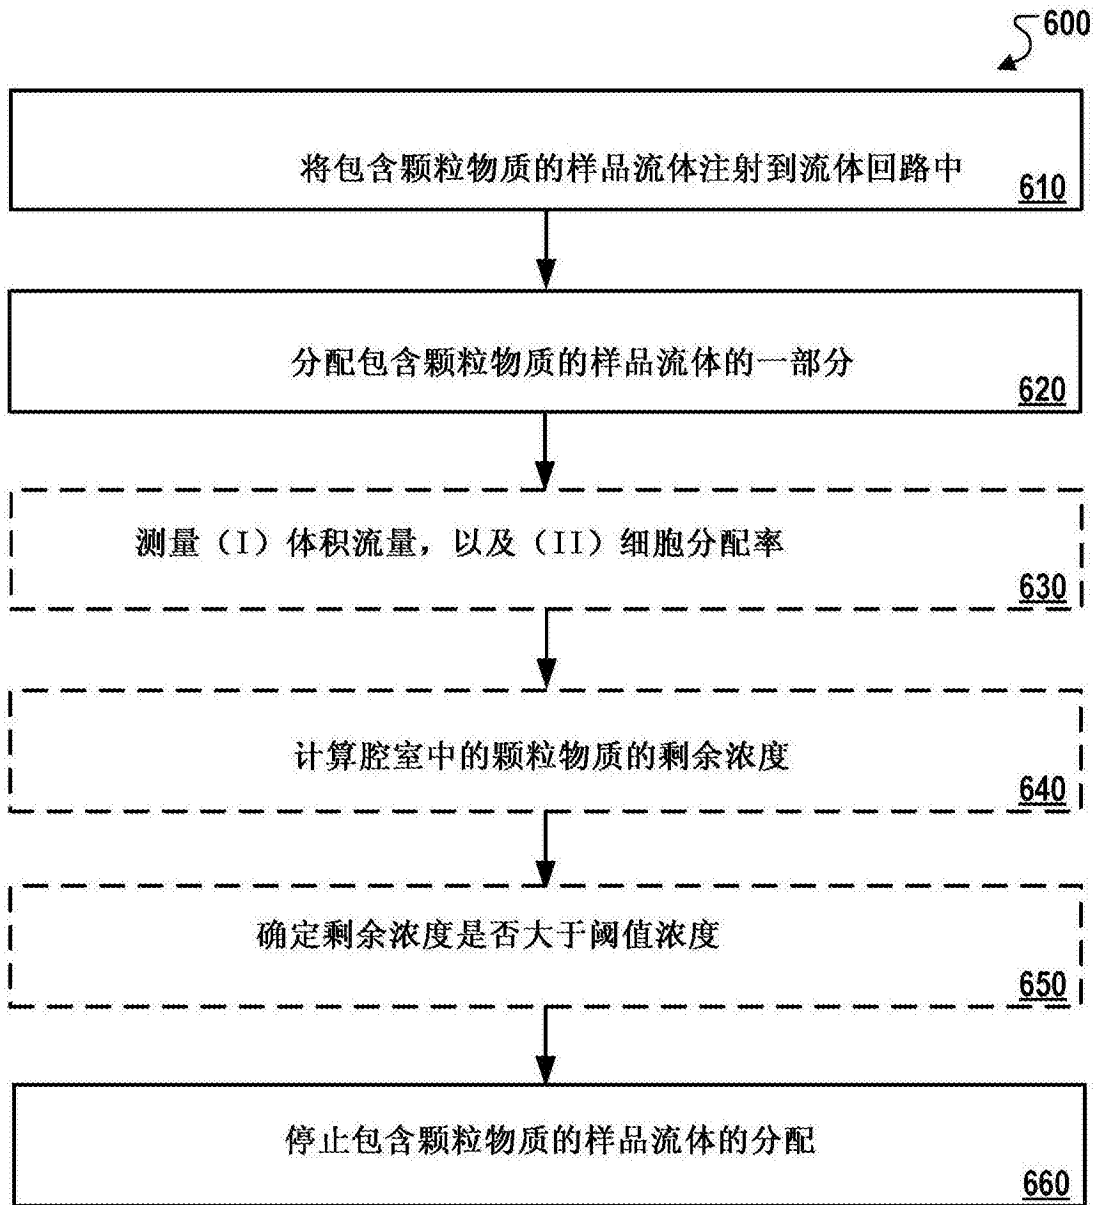 600
将包含颗粒物质的样品流体注射到流体回路中
610
分配包含颗粒物质的样品流体的一部分
620
测量（I）体积流量，以及（II）细胞分配率
630
计算腔室中的颗粒物质的剩余浓度
640
确定剩余浓度是否大于阈值浓度
650
停止包含颗粒物质的样品流体的分配
660